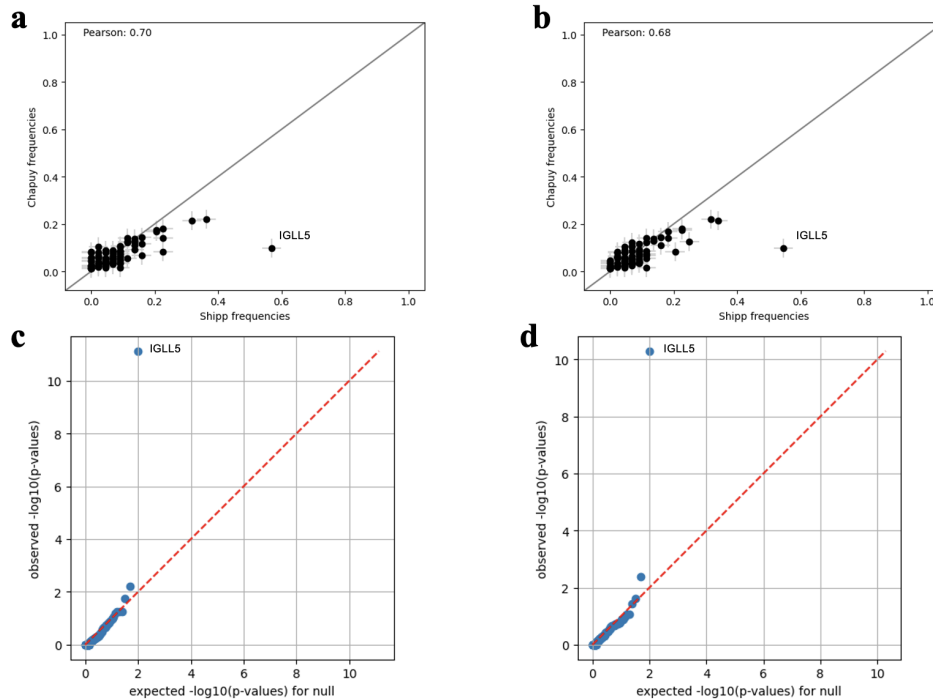 a
Pearson: 0.70
1.0
0.8
0.6
0.4
0.2
0.0
Chapuy frequencies
IGLL5
0.0 0.2 0.4 0.6 0.8 1.0
Shipp frequencies
b
Pearson: 0.68
1.0
0.8
0.6
0.4
0.2
0.0
Chapuy frequencies
IGLL5
0.0 0.2 0.4 0.6 0.8 1.0
Shipp frequencies
c
IGLL5
10
8
6
4
2
0
observed -log10(p-values)
0 2 4 6 8 10
expected -log10(p-values) for null
d
IGLL5
10
8
6
4
2
0
observed -log10(p-values)
0 2 4 6 8 10
expected -log10(p-values) for null